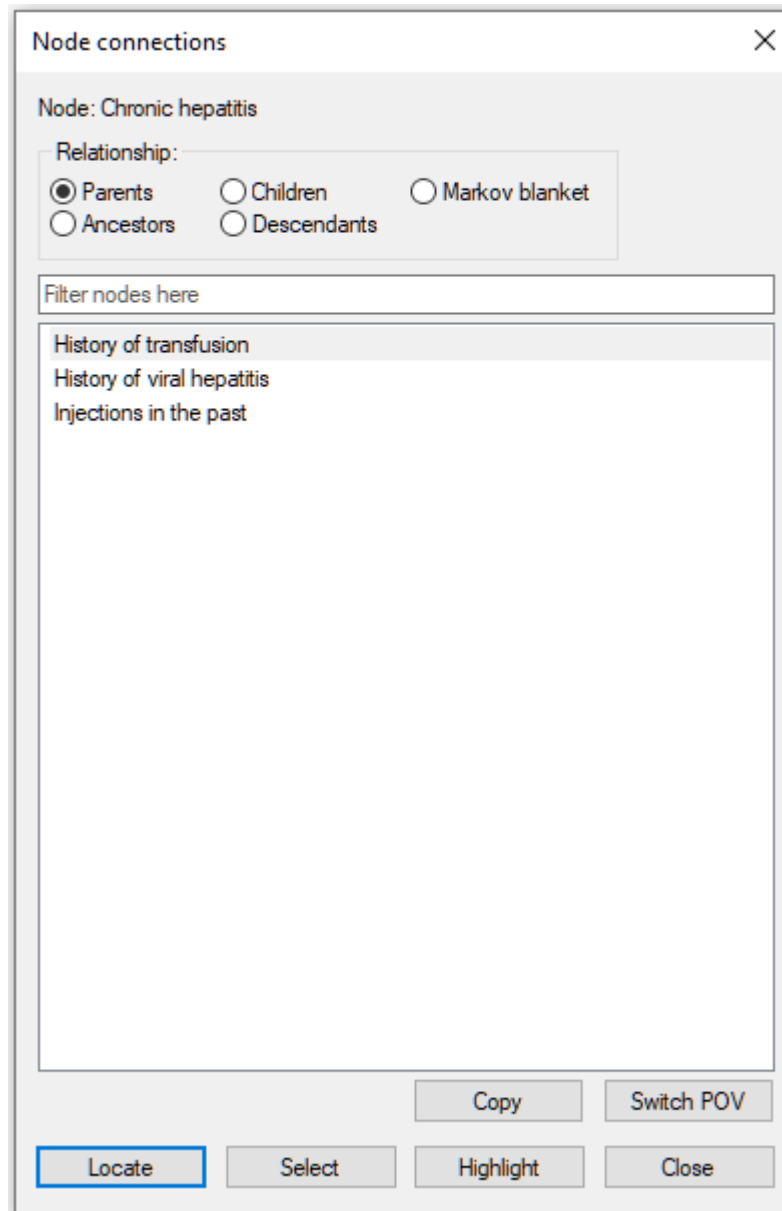 Node connections
Node: Chronic hepatitis
Relationship:
Parents Children Markov blanket
Ancestors Descendants
Filter nodes here
History of transfusion
History of viral hepatitis
Injections in the past
Copy Switch POV
Locate Select Highlight Close